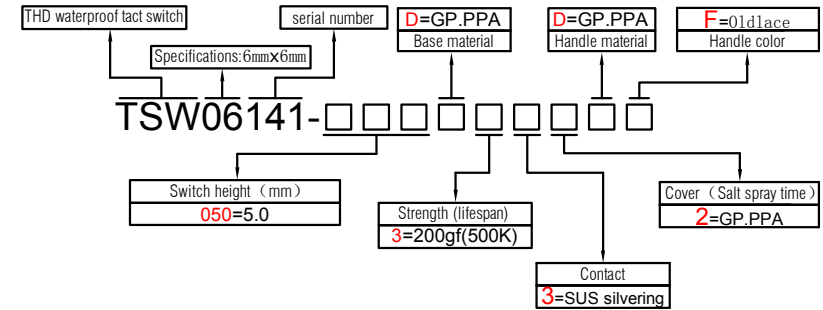 THD waterproof tact switch
serial number
D=GP.PPA
Base material
D=GP.PPA
Handle material
F=Oldlace
Handle color
Specifications:6mmx6mm
TSW06141-□□□□□□□□□
Switch height（mm）
050=5.0
Strength (lifespan)
3=200gf(500K)
Contact
3=SUS silvering
Cover（Salt spray time）
2=GP.PPA